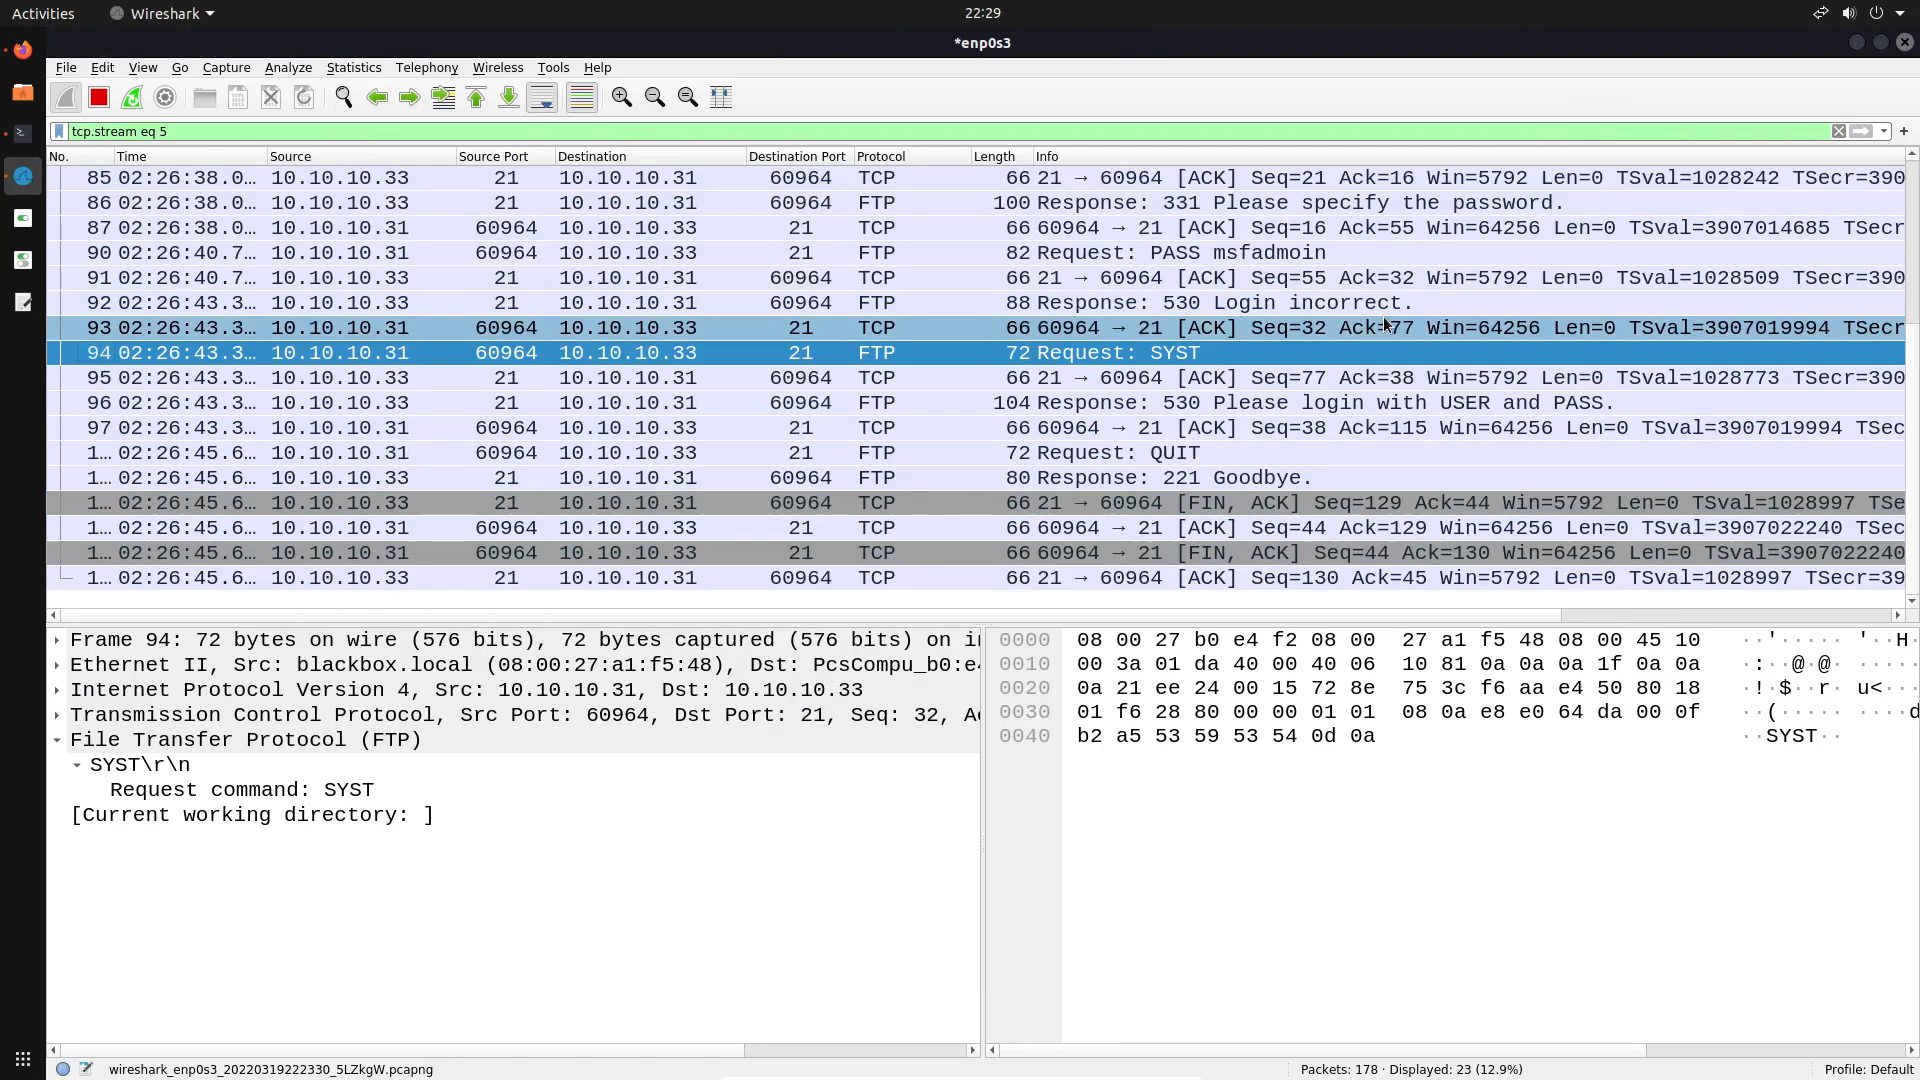 Activities Wireshark 22:29
*enp0s3
File Edit View Go Capture Analyze Statistics Telephony Wireless Tools Help
tcp.stream eq 5
No. Time Source Source Port Destination Destination Port Protocol Length Info
85 02:26:38.0… 10.10.10.33 21 10.10.10.31 60964 TCP 66 21 → 60964 [ACK] Seq=21 Ack=16 Win=5792 Len=0 TSval=1028242 TSecr=390
86 02:26:38.0… 10.10.10.33 21 10.10.10.31 60964 FTP 100 Response: 331 Please specify the password.
87 02:26:38.0… 10.10.10.31 60964 10.10.10.33 21 TCP 66 60964 → 21 [ACK] Seq=16 Ack=55 Win=64256 Len=0 TSval=3907014685 TSecr
90 02:26:40.7… 10.10.10.31 60964 10.10.10.33 21 FTP 82 Request: PASS msfadmoin
91 02:26:40.7… 10.10.10.33 21 10.10.10.31 60964 TCP 66 21 → 60964 [ACK] Seq=55 Ack=32 Win=5792 Len=0 TSval=1028509 TSecr=390
92 02:26:43.3… 10.10.10.33 21 10.10.10.31 60964 FTP 88 Response: 530 Login incorrect.
93 02:26:43.3… 10.10.10.31 60964 10.10.10.33 21 TCP 66 60964 → 21 [ACK] Seq=32 Ack=77 Win=64256 Len=0 TSval=3907019994 TSecr
94 02:26:43.3… 10.10.10.31 60964 10.10.10.33 21 FTP 72 Request: SYST
95 02:26:43.3… 10.10.10.33 21 10.10.10.31 60964 TCP 66 21 → 60964 [ACK] Seq=77 Ack=38 Win=5792 Len=0 TSval=1028773 TSecr=390
96 02:26:43.3… 10.10.10.33 21 10.10.10.31 60964 FTP 104 Response: 530 Please login with USER and PASS.
97 02:26:43.3… 10.10.10.31 60964 10.10.10.33 21 TCP 66 60964 → 21 [ACK] Seq=38 Ack=115 Win=64256 Len=0 TSval=3907019994 TSec
1… 02:26:45.6… 10.10.10.31 60964 10.10.10.33 21 FTP 72 Request: QUIT
1… 02:26:45.6… 10.10.10.33 21 10.10.10.31 60964 FTP 80 Response: 221 Goodbye.
1… 02:26:45.6… 10.10.10.33 21 10.10.10.31 60964 TCP 66 21 → 60964 [FIN, ACK] Seq=129 Ack=44 Win=5792 Len=0 TSval=1028997 TSe
1… 02:26:45.6… 10.10.10.31 60964 10.10.10.33 21 TCP 66 60964 → 21 [ACK] Seq=44 Ack=129 Win=64256 Len=0 TSval=3907022240 TSec
1… 02:26:45.6… 10.10.10.31 60964 10.10.10.33 21 TCP 66 60964 → 21 [FIN, ACK] Seq=44 Ack=130 Win=64256 Len=0 TSval=3907022240
1… 02:26:45.6… 10.10.10.33 21 10.10.10.31 60964 TCP 66 21 → 60964 [ACK] Seq=130 Ack=45 Win=5792 Len=0 TSval=1028997 TSecr=39
Frame 94: 72 bytes on wire (576 bits), 72 bytes captured (576 bits) on i
Ethernet II, Src: blackbox.local (08:00:27:a1:f5:48), Dst: PcsCompu_b0:e4
Internet Protocol Version 4, Src: 10.10.10.31, Dst: 10.10.10.33
Transmission Control Protocol, Src Port: 60964, Dst Port: 21, Seq: 32, A
File Transfer Protocol (FTP)
SYST\r\n
Request command: SYST
[Current working directory: ]
0000 08 00 27 b0 e4 f2 08 00 27 a1 f5 48 08 00 45 10 ··'····· '··H
0010 00 3a 01 da 40 00 40 06 10 81 0a 0a 0a 1f 0a 0a ·:··@·@· ·····
0020 0a 21 ee 24 00 15 72 8e 75 3c f6 aa e4 50 80 18 ·!·$··r· u<···
0030 01 f6 28 80 00 00 01 01 08 0a e8 e0 64 da 00 0f ··(····· ····d
0040 b2 a5 53 59 53 54 0d 0a ··SYST··
wireshark_enp0s3_20220319222330_5LZkgW.pcapng Packets: 178 · Displayed: 23 (12.9%) Profile: Default